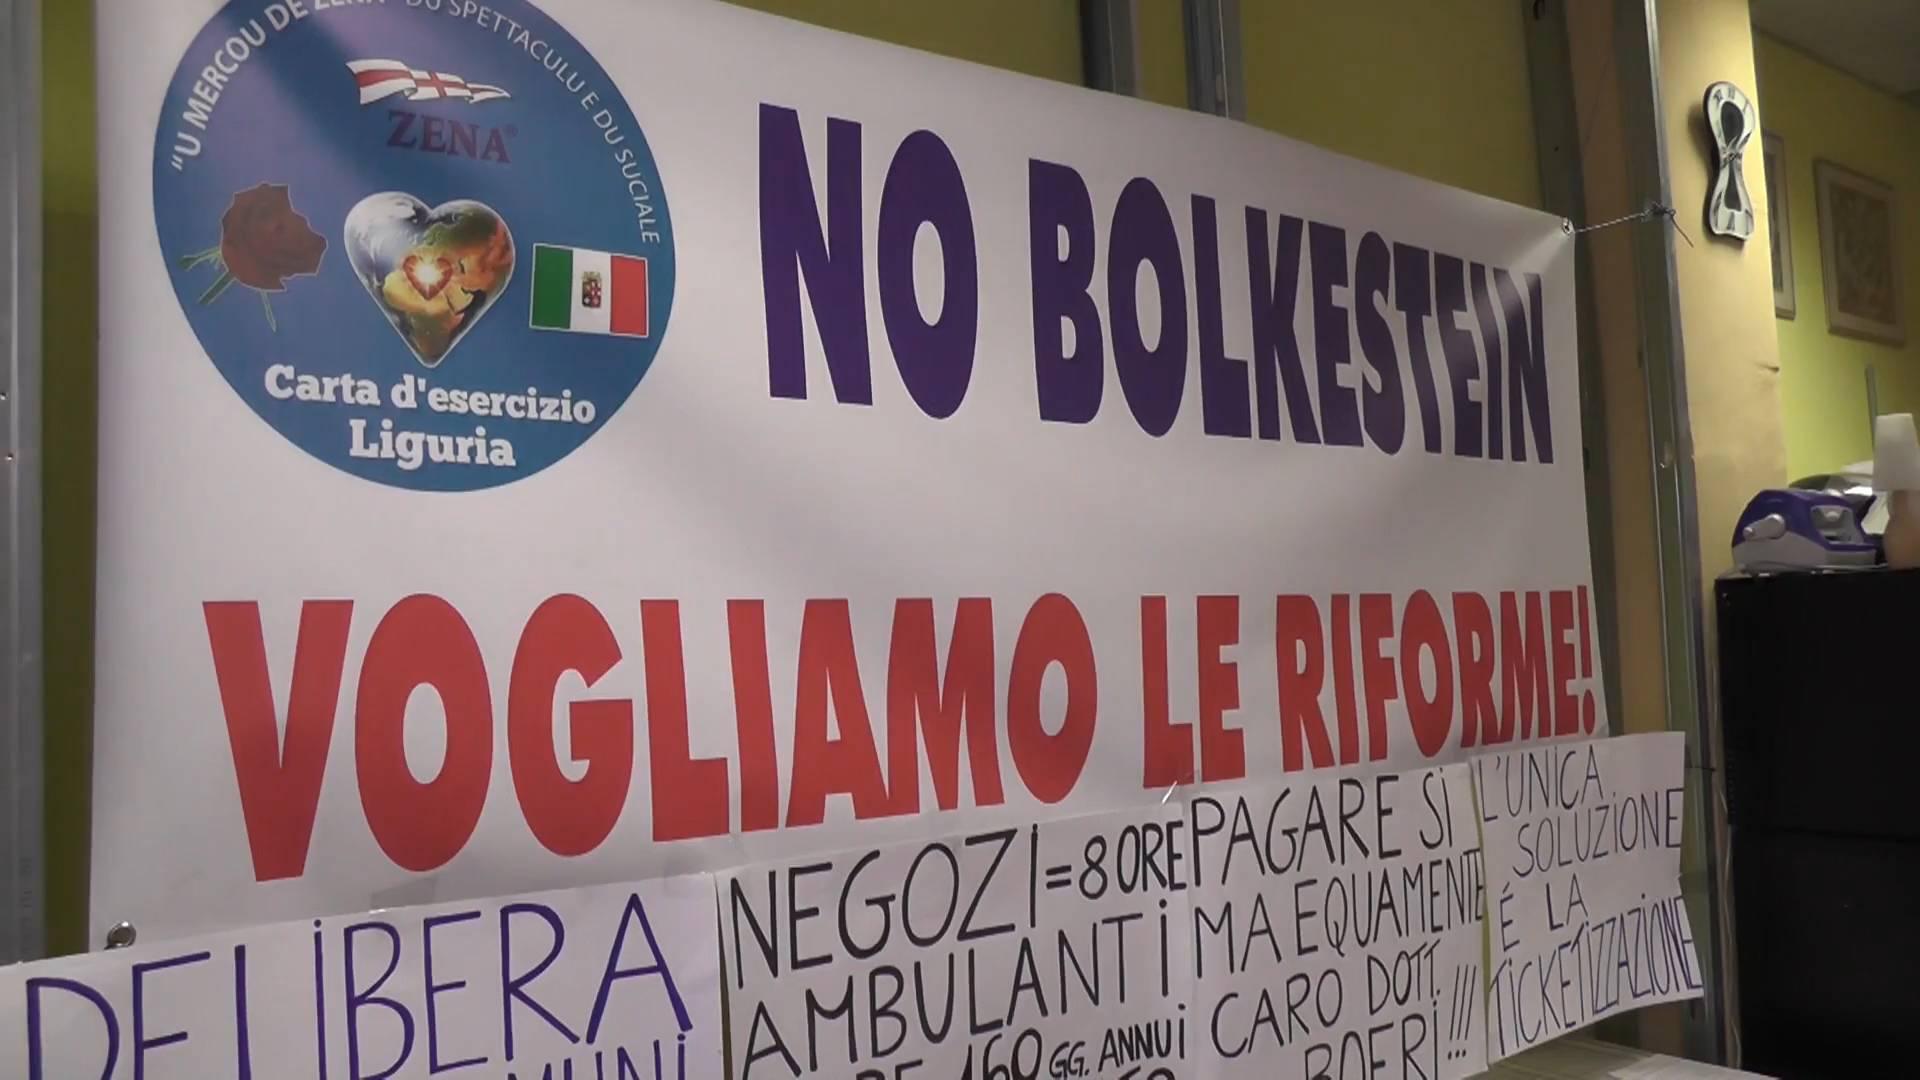 "U MERCOU DE ZENA" DU SPETTACULU E DU SUCIALE
ZENA®
Carta d'esercizio
Liguria
NO BOLKESTEIN
VOGLIAMO LE RIFORME!
DELIBERA
NEGOZI=8 ORE
AMBULANTI
160 GG. ANNUI
PAGARE SI
MA EQUAMENTE
CARO DOTT.
BOERI!!!
L'UNICA
SOLUZIONE
É LA
TICKETIZZAZIONE